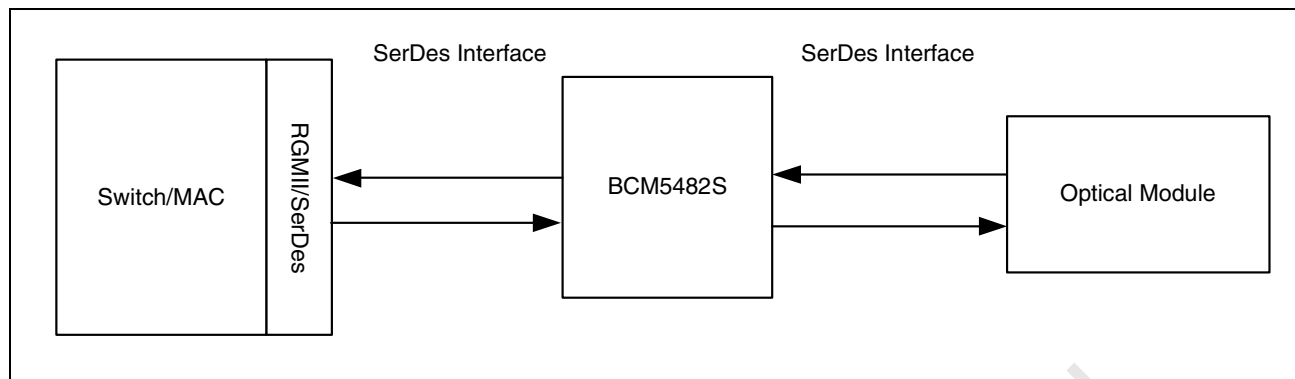 SerDes Interface
SerDes Interface
Switch/MAC
RGMII/SerDes
BCM5482S
Optical Module